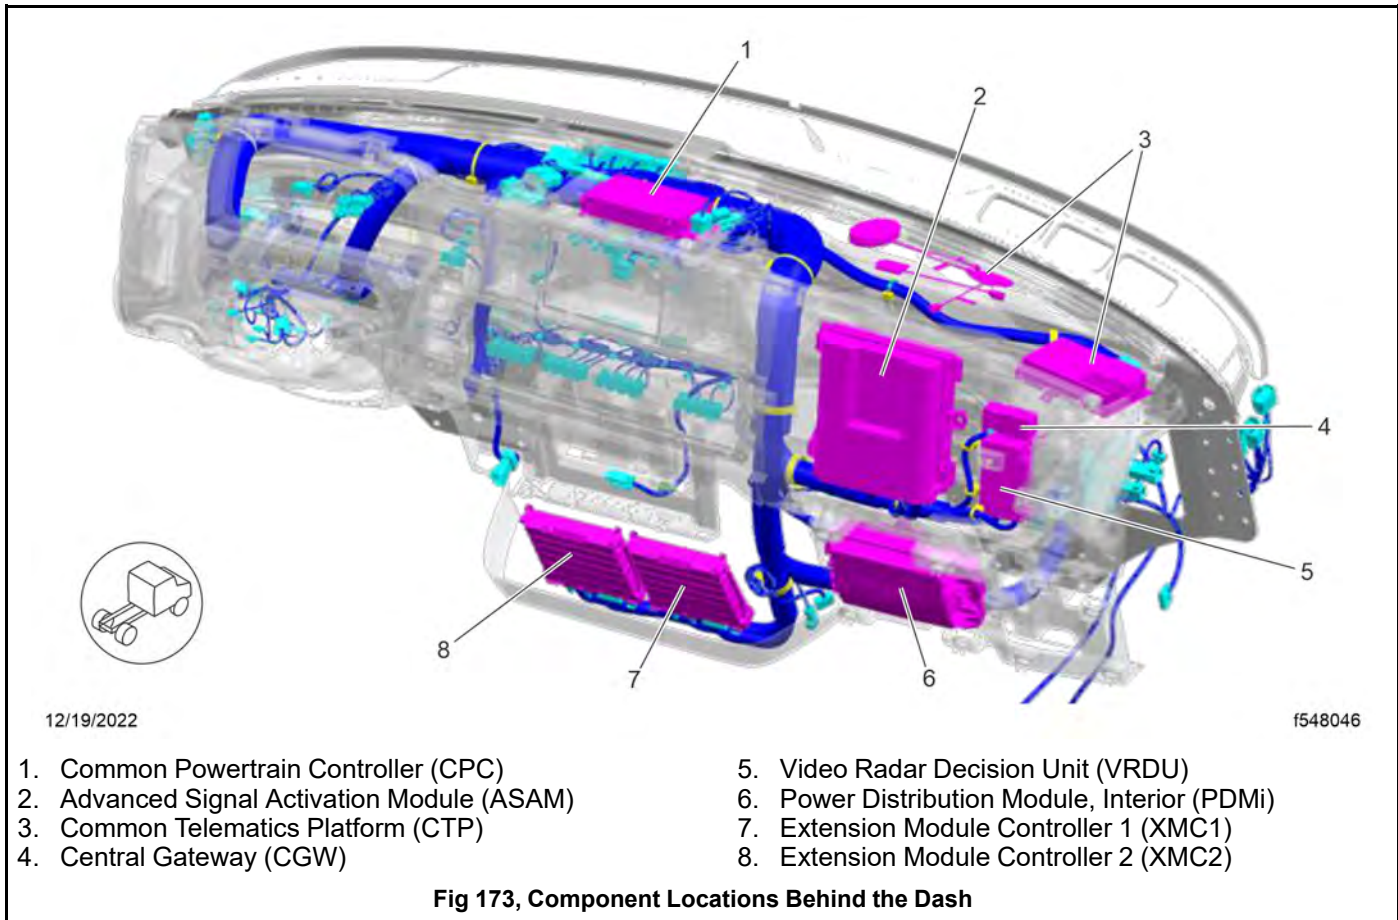 1
2
3
4
5
6
7
8
12/19/2022
f548046
1. Common Powertrain Controller (CPC)
2. Advanced Signal Activation Module (ASAM)
3. Common Telematics Platform (CTP)
4. Central Gateway (CGW)
5. Video Radar Decision Unit (VRDU)
6. Power Distribution Module, Interior (PDMi)
7. Extension Module Controller 1 (XMC1)
8. Extension Module Controller 2 (XMC2)
Fig 173, Component Locations Behind the Dash